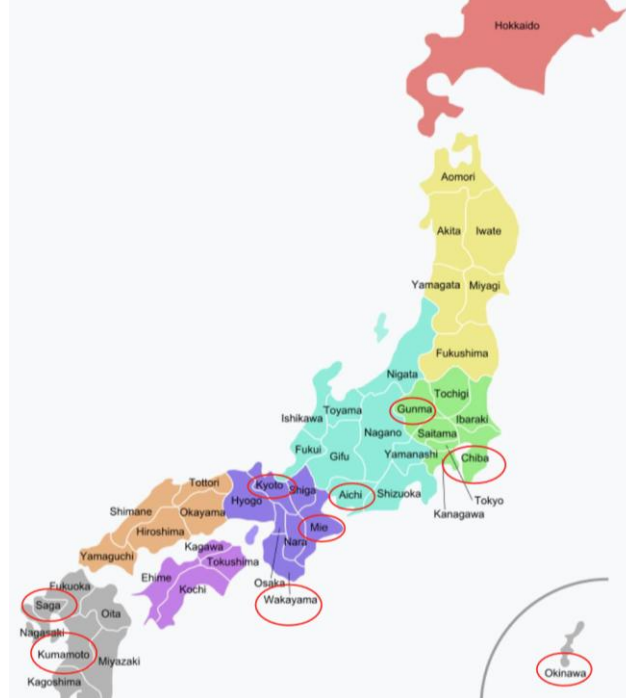 Hokkaido
Aomori
Akita
Iwate
Yamagata
Miyagi
Fukushima
Nigata
Tochigi
Gunma
Ibaraki
Toyama
Ishikawa
Nagano
Saitama
Fukui
Gifu
Yamanashi
Chiba
Tottori
Kyoto
Shiga
Aichi
Shizuoka
Hyogo
Tokyo
Shimane
Okayama
Kanagawa
Hiroshima
Mie
Nara
Kagawa
Yamaguchi
Tokushima
Ehime
Osaka
Fukuoka
Kochi
Wakayama
Saga
Oita
Nagasaki
Kumamoto
Miyazaki
Okinawa
Kagoshima